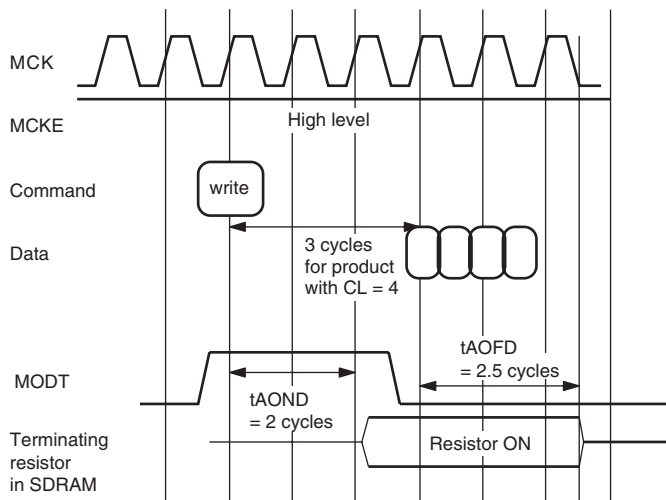 MCK
MCKE
High level
Command
write
Data
3 cycles
for product
with CL = 4
MODT
tAOND
= 2 cycles
tAOFD
= 2.5 cycles
Terminating
resistor
in SDRAM
Resistor ON